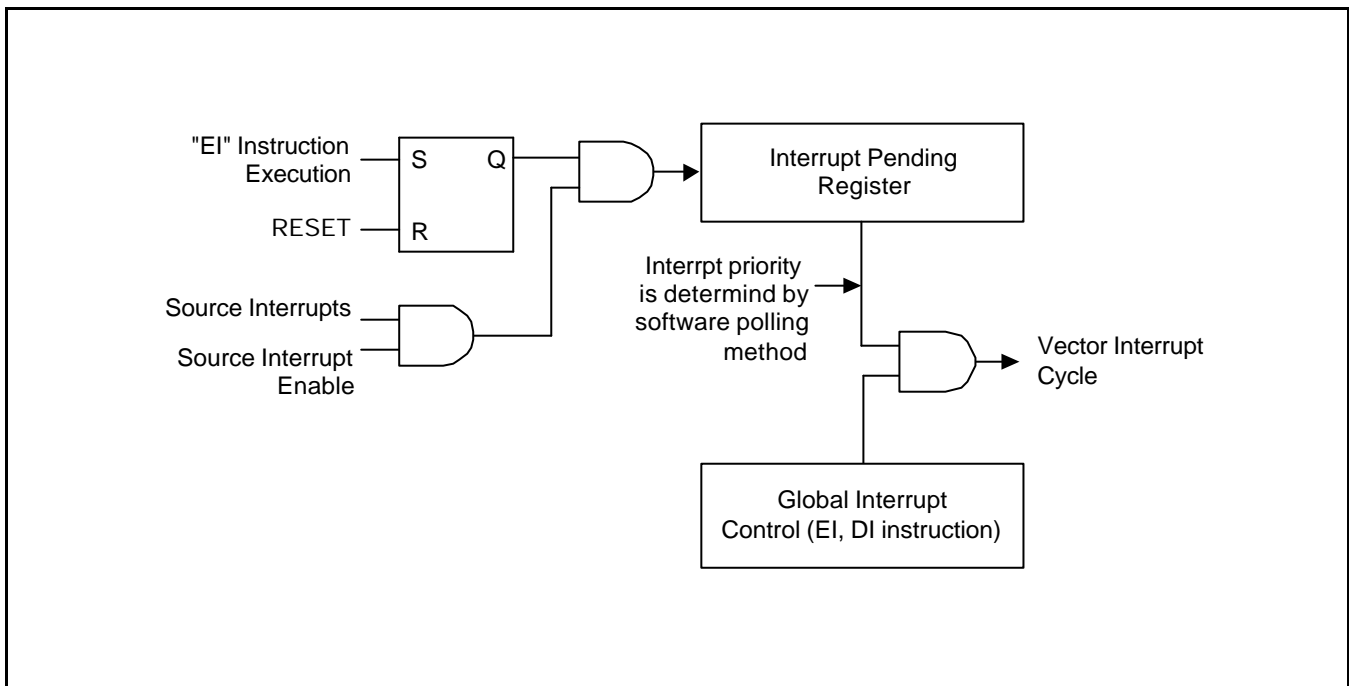 "EI" Instruction
Execution
S
Q
RESET
R
Source Interrupts
Source Interrupt
Enable
Interrupt Pending
Register
Interrpt priority
is determind by
software polling
method
Vector Interrupt
Cycle
Global Interrupt
Control (EI, DI instruction)